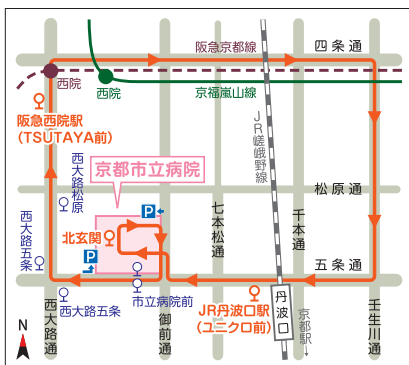 阪急京都線
四条通
西院
西院
京福嵐山線
阪急西院駅
(TSUTAYA前)
JR嵯峨野線
京都市立病院
西大路松原
松原通
P
七本松通
千本通
西大路五条
北玄関
五条通
P
西大路五条
市立病院前
JR丹波口駅
(ユニクロ前)
丹波口
京都駅
N
西大路通
御前通
壬生川通